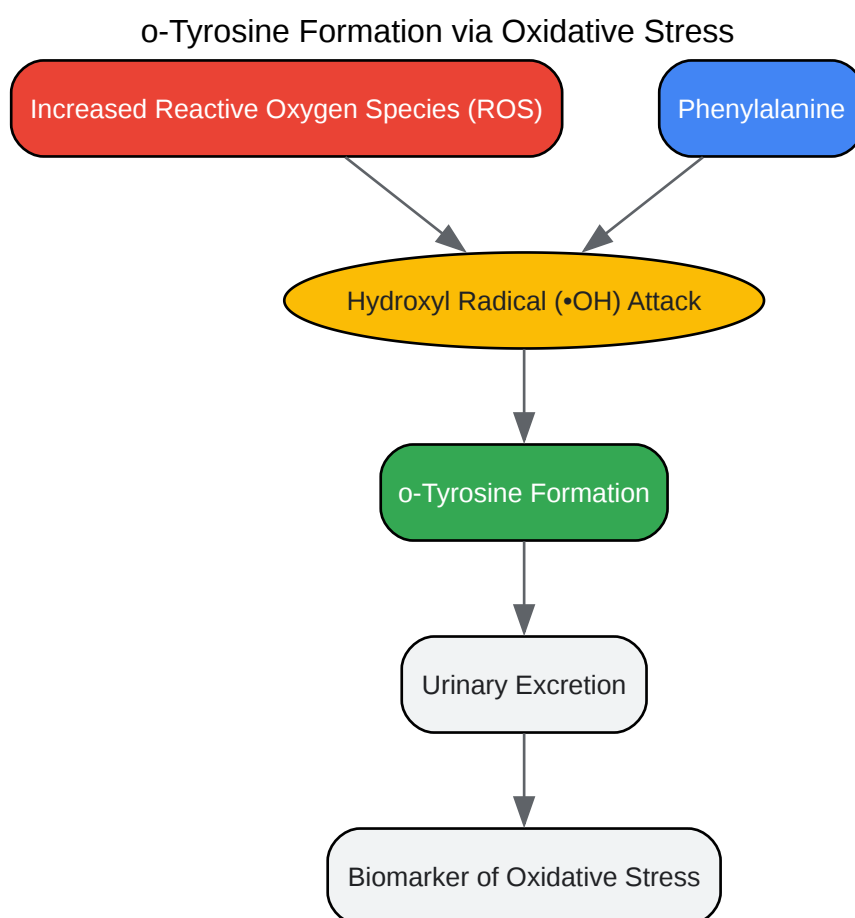 o-Tyrosine Formation via Oxidative Stress
Increased Reactive Oxygen Species (ROS)
Phenylalanine
Hydroxyl Radical (•OH) Attack
o-Tyrosine Formation
Urinary Excretion
Biomarker of Oxidative Stress